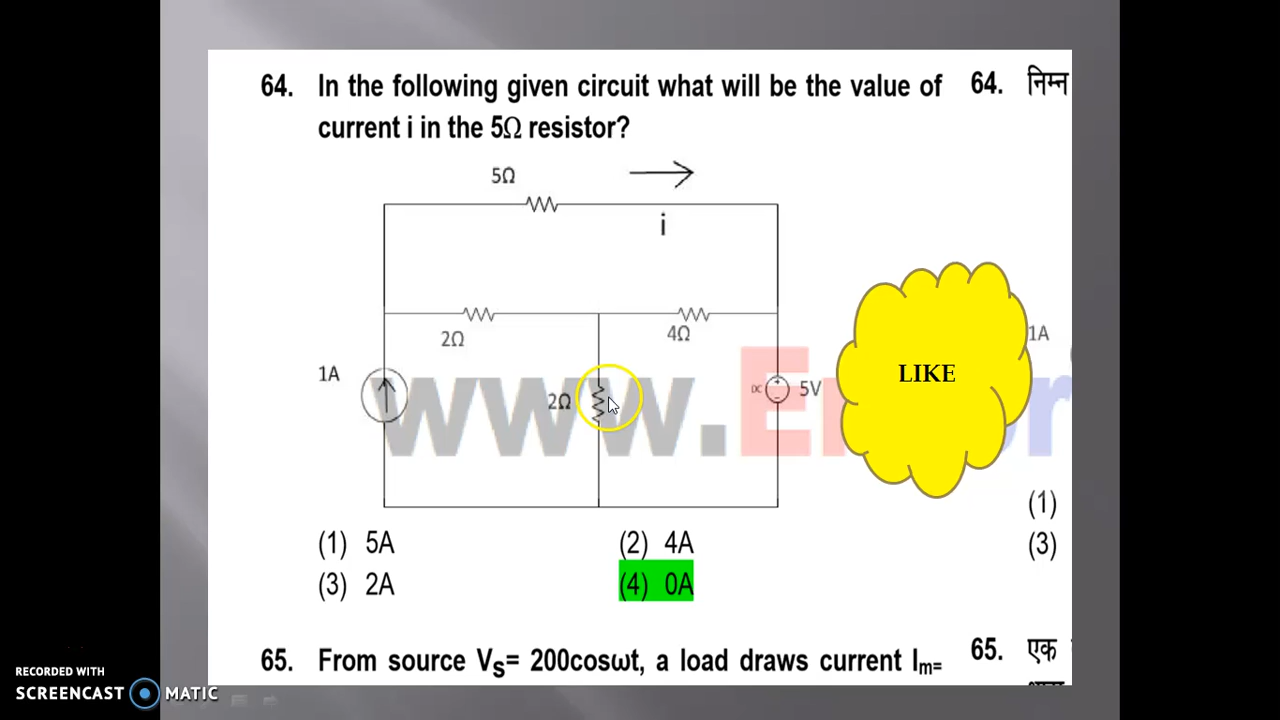 64. In the following given circuit what will be the value of
current i in the 5Ω resistor?
64. निम्न
5Ω
i
2Ω
4Ω
1A
2Ω
DC
5V
LIKE
1A
www.
(1) 5A
(2) 4A
(1)
(3) 2A
(4) 0A
(3)
65. From source Vs= 200cosωt, a load draws current Im=
65. एक
RECORDED WITH
SCREENCAST MATIC